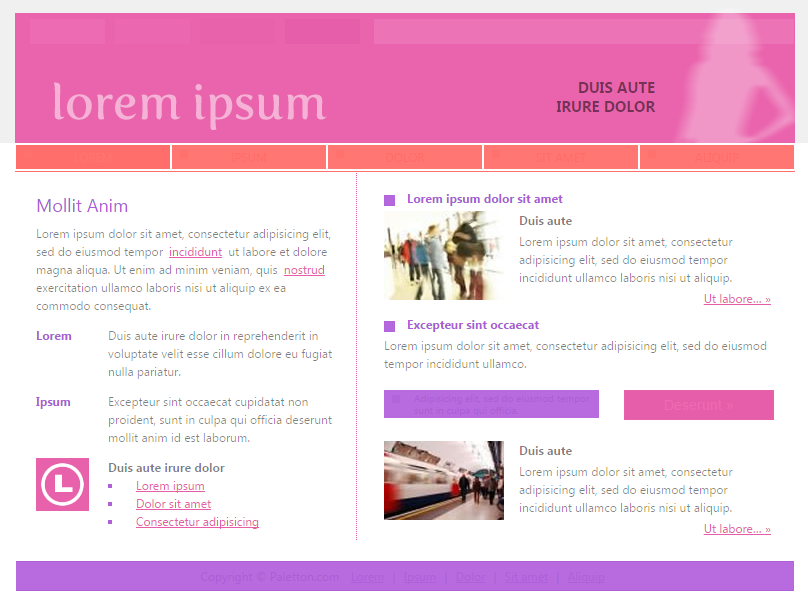 lorem ipsum
DUIS AUTE
IRURE DOLOR
IPSUM
DOLOR
SIT AMET
ALIQUIP
Mollit Anim
Lorem ipsum dolor sit amet, consectetur adipisicing elit,
sed do eiusmod tempor incididunt ut labore et dolore
magna aliqua. Ut enim ad minim veniam, quis nostrud
exercitation ullamco laboris nisi ut aliquip ex ea
commodo consequat.
Lorem Duis aute irure dolor in reprehenderit in
voluptate velit esse cillum dolore eu fugiat
nulla pariatur.
Ipsum Excepteur sint occaecat cupidatat non
proident, sunt in culpa qui officia deserunt
mollit anim id est laborum.
Duis aute irure dolor
Lorem ipsum
Dolor sit amet
Consectetur adipisicing
Lorem ipsum dolor sit amet
Duis aute
Lorem ipsum dolor sit amet, consectetur
adipisicing elit, sed do eiusmod tempor
incididunt ullamco laboris nisi ut aliquip.
Ut labore... »
Excepteur sint occaecat
Lorem ipsum dolor sit amet, consectetur adipisicing elit, sed do eiusmod
tempor incididunt ullamco.
Adipisicing elit, sed do eiusmod tempor
sunt in culpa qui officia.
Deserunt »
Duis aute
Lorem ipsum dolor sit amet, consectetur
adipisicing elit, sed do eiusmod tempor
incididunt ullamco laboris nisi ut aliquip.
Ut labore... »
Copyright © Paletton.com Lorem | Ipsum | Dolor | Sit amet | Aliquip